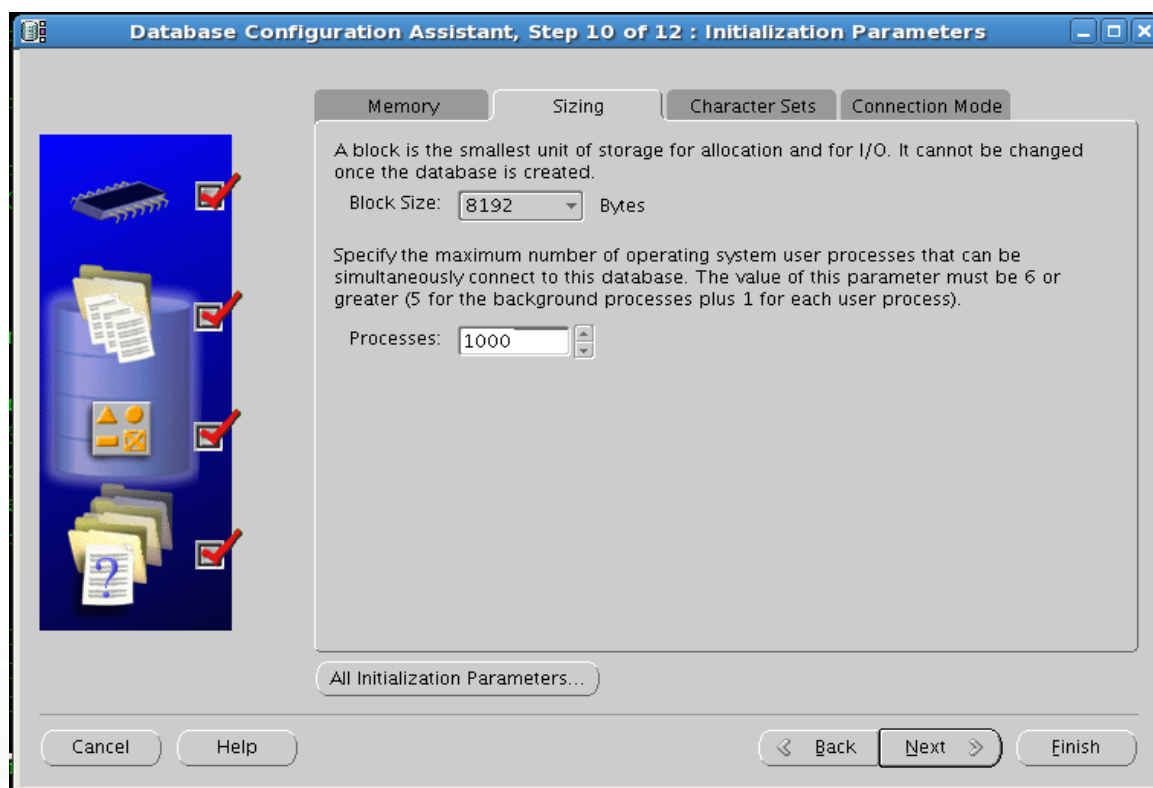 Database Configuration Assistant, Step 10 of 12 : Initialization Parameters
Memory
Sizing
Character Sets
Connection Mode
A block is the smallest unit of storage for allocation and for I/O. It cannot be changed
once the database is created.
Block Size: 8192 Bytes
Specify the maximum number of operating system user processes that can be
simultaneously connect to this database. The value of this parameter must be 6 or
greater (5 for the background processes plus 1 for each user process).
Processes: 1000
?
All Initialization Parameters...
Cancel
Help
Back
Next
Finish